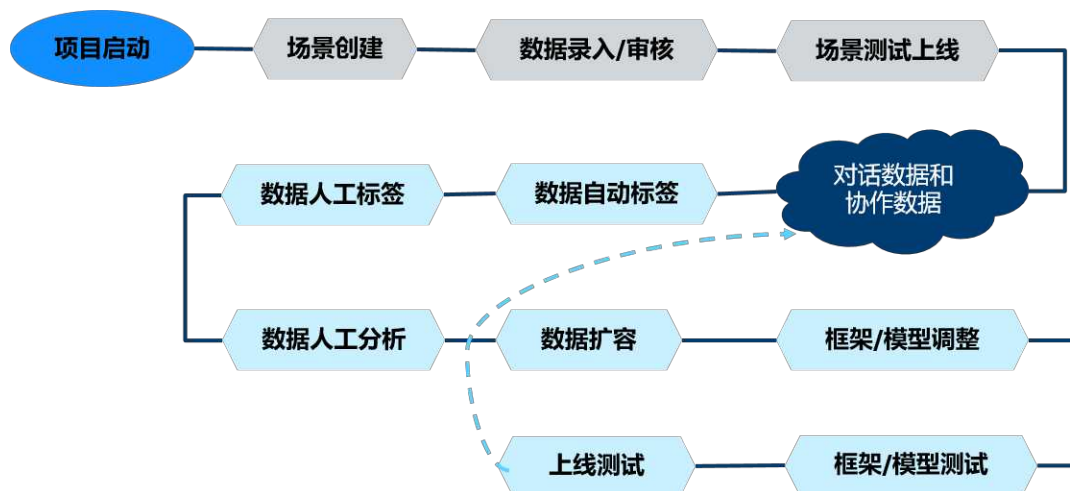 项目启动
场景创建
数据录入/审核
场景测试上线
对话数据和
协作数据
数据自动标签
数据人工标签
数据人工分析
数据扩容
框架/模型调整
框架/模型测试
上线测试